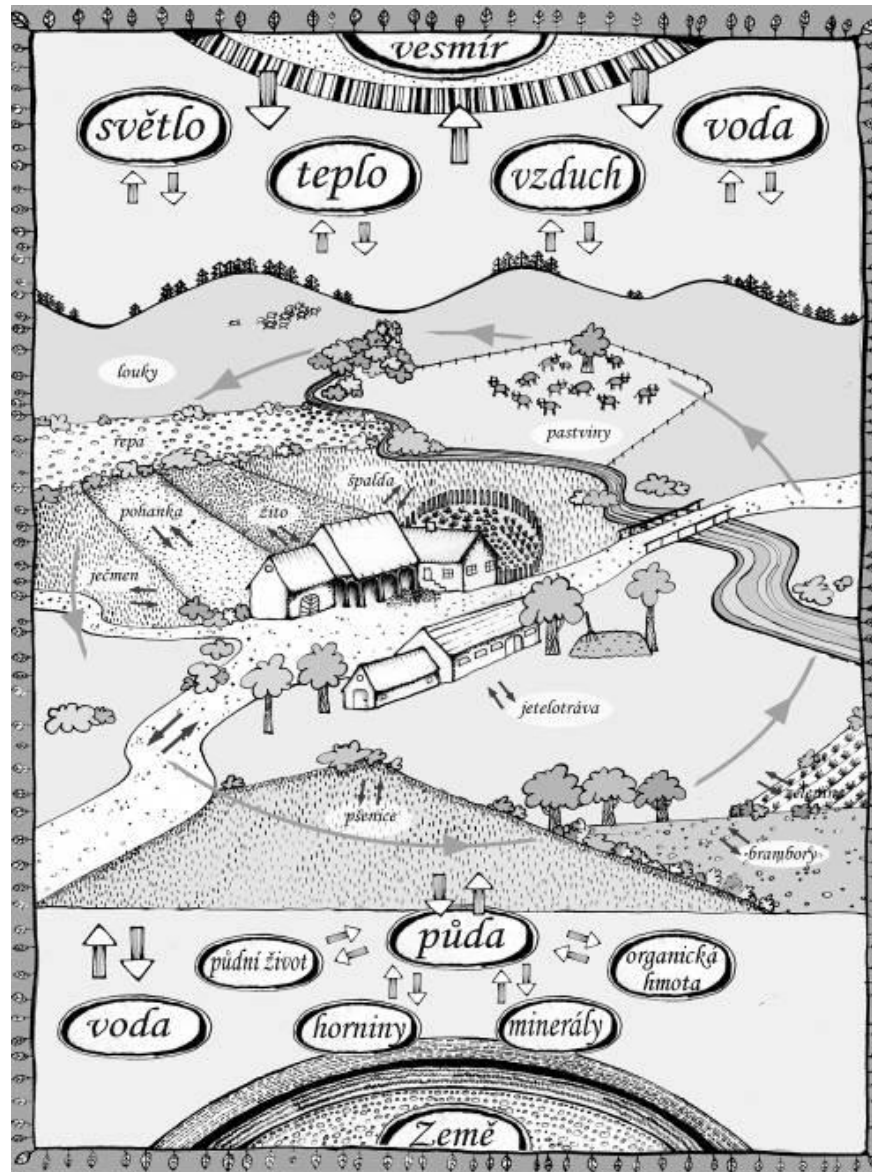 vesmír
světlo
voda
teplo
vzduch
louky
pastviny
řepa
špalda
pohanka
žito
ječmen
jetelotráva
zelenina
pšenice
brambory
půda
půdní život
organická
hmota
voda
horniny
minerály
Země